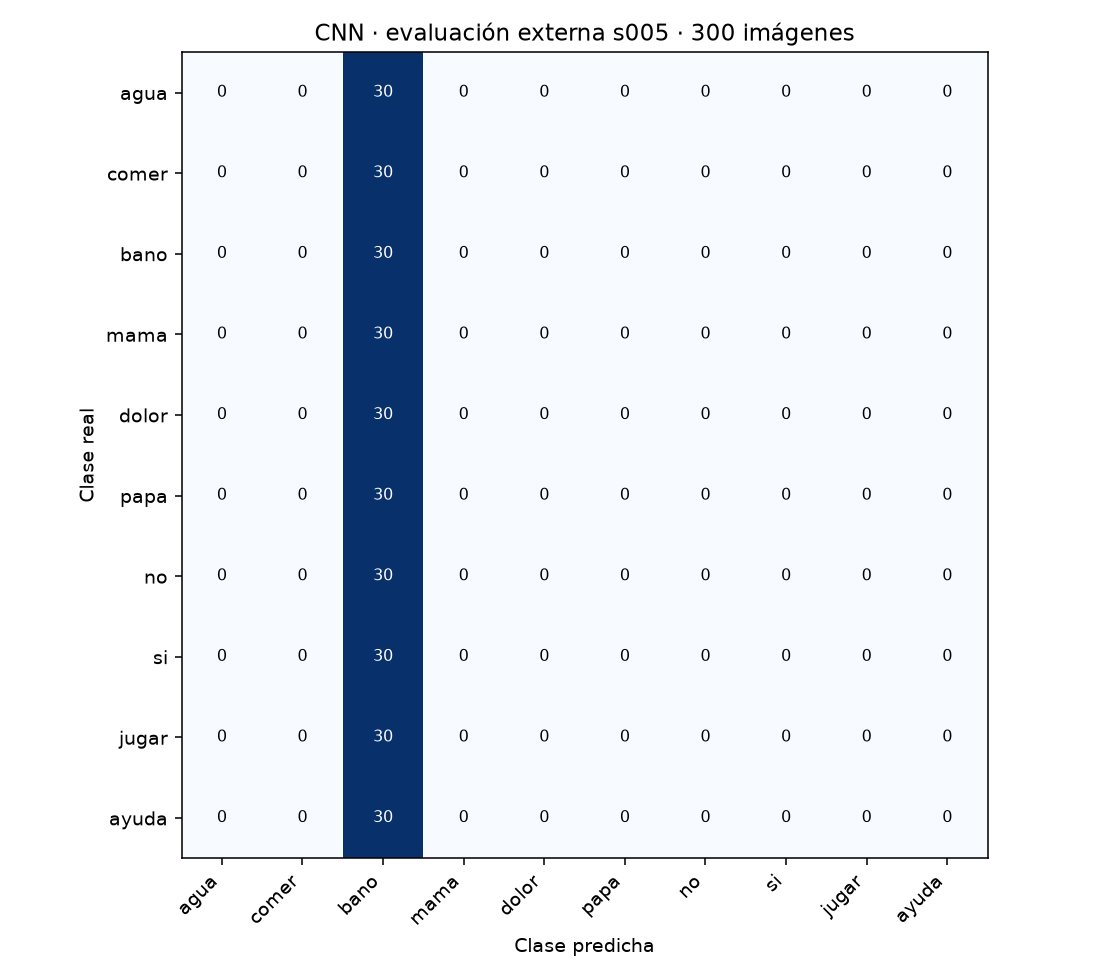 CNN · evaluación externa s005 · 300 imágenes
agua 0 0 30 0 0 0 0 0 0 0
comer 0 0 30 0 0 0 0 0 0 0
bano 0 0 30 0 0 0 0 0 0 0
mama 0 0 30 0 0 0 0 0 0 0
dolor 0 0 30 0 0 0 0 0 0 0
papa 0 0 30 0 0 0 0 0 0 0
no 0 0 30 0 0 0 0 0 0 0
si 0 0 30 0 0 0 0 0 0 0
jugar 0 0 30 0 0 0 0 0 0 0
ayuda 0 0 30 0 0 0 0 0 0 0
Clase real
agua comer bano mama dolor papa no si jugar ayuda
Clase predicha